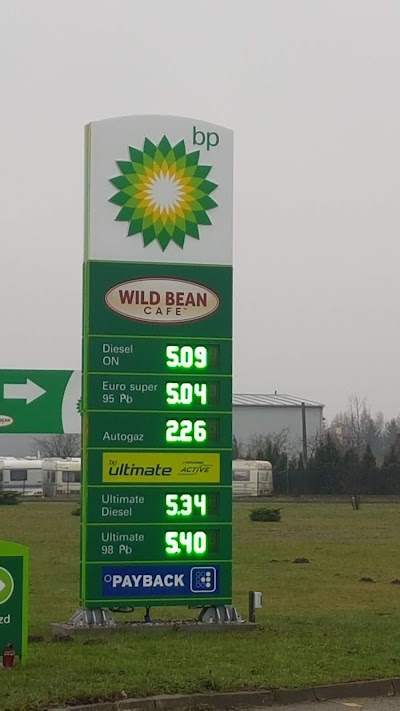 bp
WILD BEAN
CAFE
Diesel
ON
5.09
Euro super
95 Pb
5.04
Autogaz
2.26
bp
ultimate
ACTIVE
Ultimate
Diesel
5.34
Ultimate
98 Pb
5.40
PAYBACK
zd